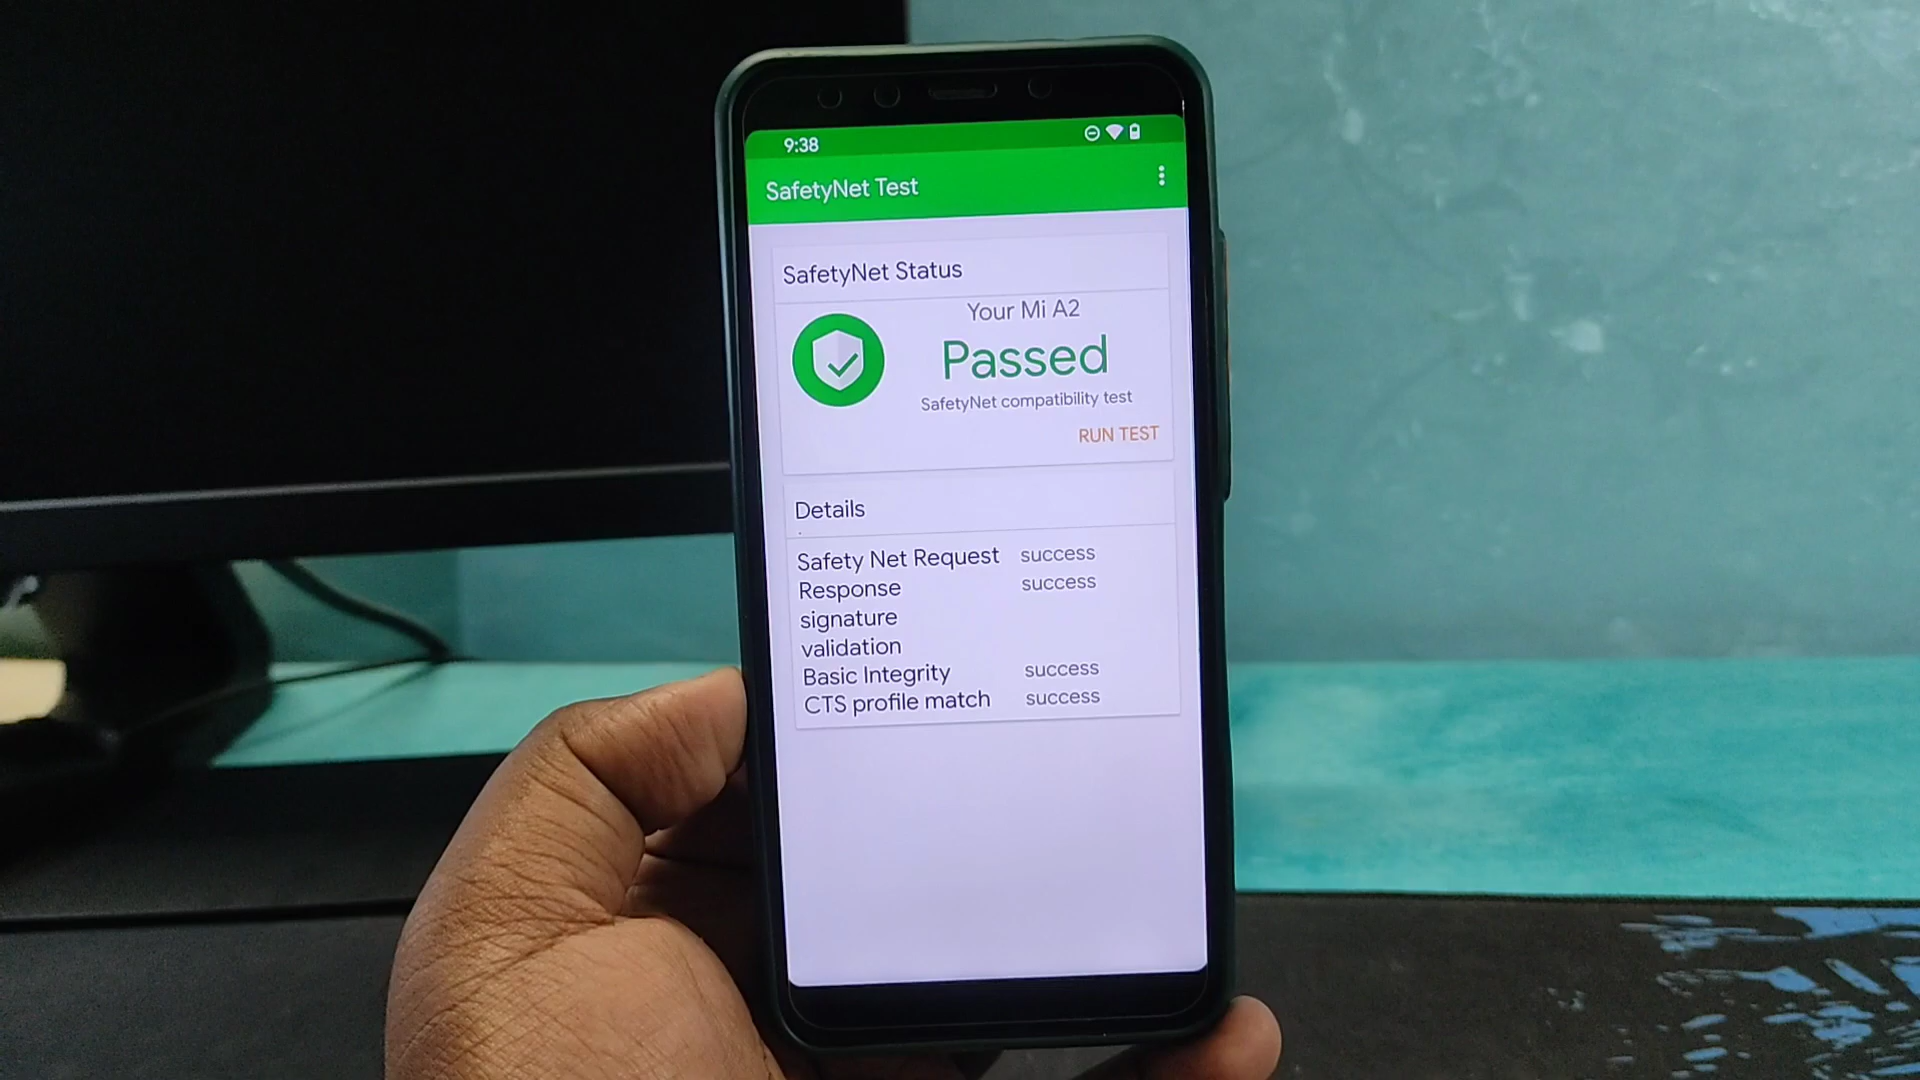 9:38
SafetyNet Test
SafetyNet Status
Your Mi A2
Passed
SafetyNet compatibility test
RUN TEST
Details
Safety Net Request success
Response success
signature
validation
Basic Integrity success
CTS profile match success